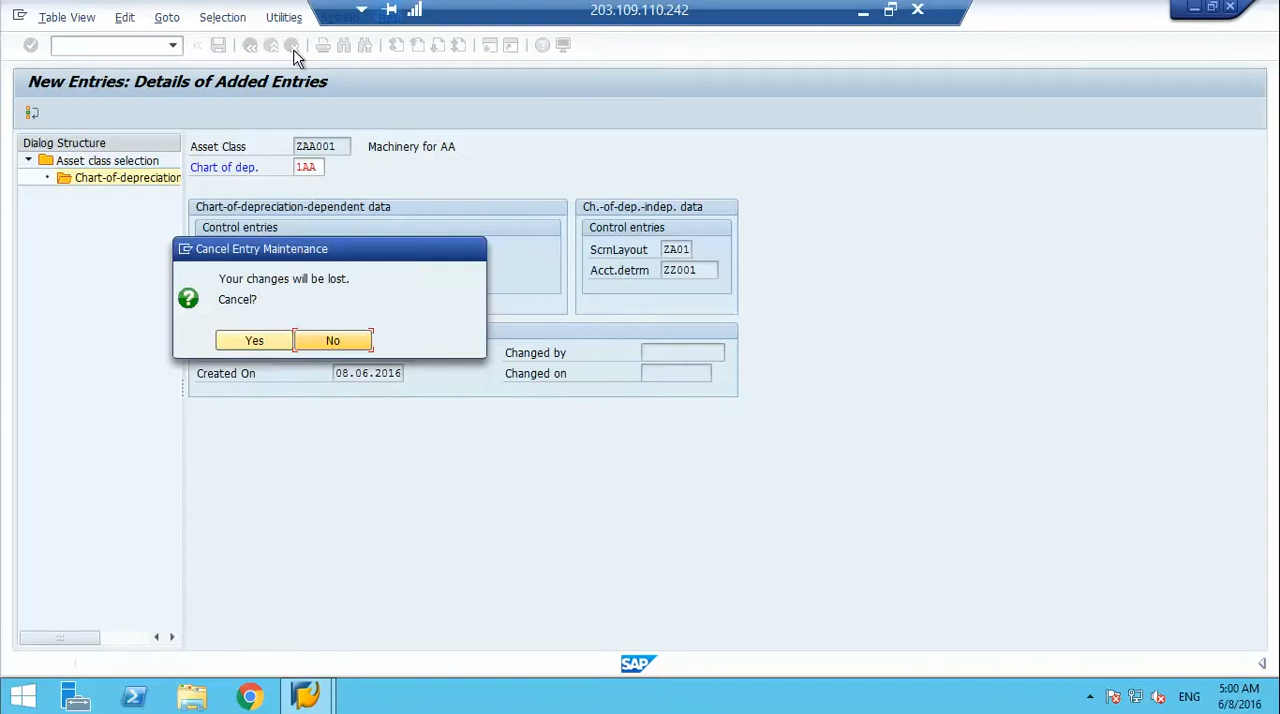 203.109.110.242
Table View Edit Goto Selection Utilities
New Entries: Details of Added Entries
Dialog Structure
Asset class selection
Chart-of-depreciation
Asset Class ZAA001 Machinery for AA
Chart of dep. 1AA
Chart-of-depreciation-dependent data
Control entries
Ch.-of-dep.-indep. data
Control entries
ScrnLayout ZA01
Acct.detrm ZZ001
Cancel Entry Maintenance
Your changes will be lost.
Cancel?
Yes No
Changed by
Created On 08.06.2016 Changed on
SAP
ENG
5:00 AM
6/8/2016